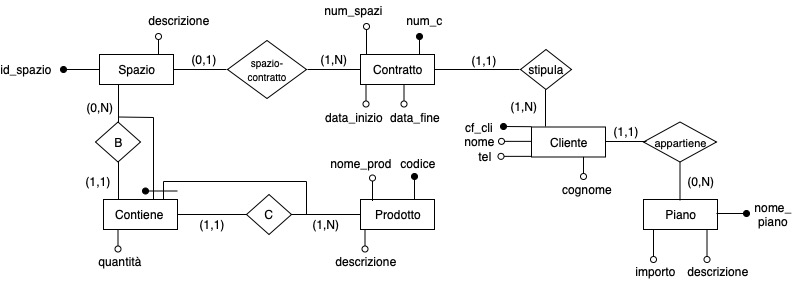 descrizione
num_spazi
num_c
id_spazio
Spazio
(0,1)
spazio-
contratto
(1,N)
Contratto
(1,1)
stipula
(0,N)
data_inizio
data_fine
(1,N)
B
cf_cli
nome
tel
Cliente
(1,1)
appartiene
(1,1)
nome_prod
codice
cognome
(0,N)
Contiene
(1,1)
C
(1,N)
Prodotto
Piano
nome_
piano
quantità
descrizione
importo
descrizione